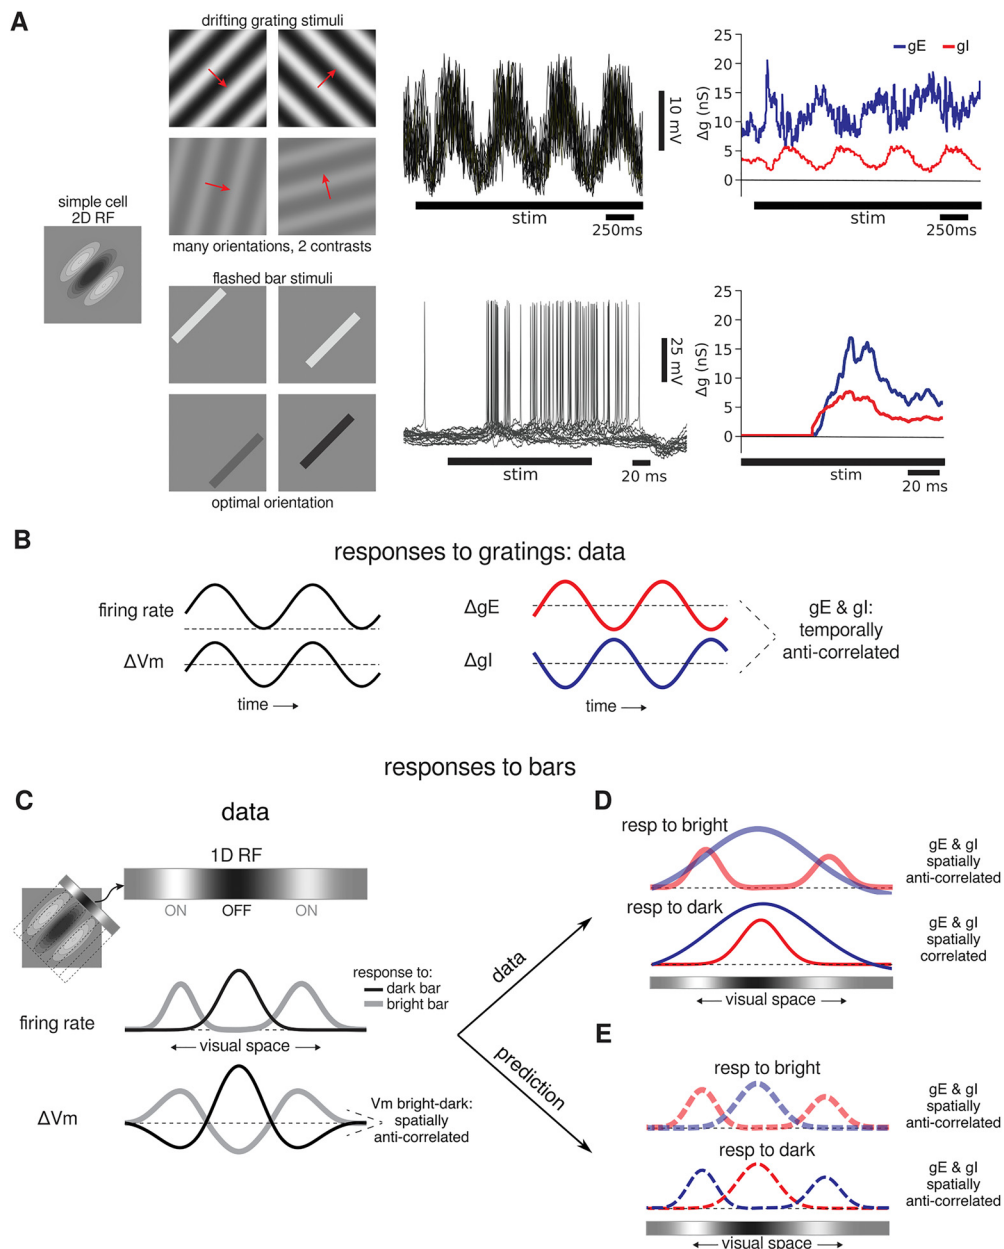 A
drifting grating stimuli
many orientations, 2 contrasts
simple cell
2D RF
flashed bar stimuli
optimal orientation
10 mV
stim
250ms
gE gI
Δg (nS)
25
20
15
10
5
0
stim
250ms
25 mV
stim
20 ms
Δg (nS)
25
20
15
10
5
0
stim
20 ms
B
responses to gratings: data
firing rate
ΔVm
time
ΔgE
ΔgI
time
gE & gI:
temporally
anti-correlated
responses to bars
C
data
1D RF
ON OFF ON
response to:
dark bar
bright bar
firing rate
visual space
ΔVm
Vm bright-dark:
spatially
anti-correlated
data
prediction
D
resp to bright
gE & gI
spatially
anti-correlated
resp to dark
gE & gI
spatially
correlated
visual space
E
resp to bright
gE & gI
spatially
anti-correlated
resp to dark
gE & gI
spatially
anti-correlated
visual space